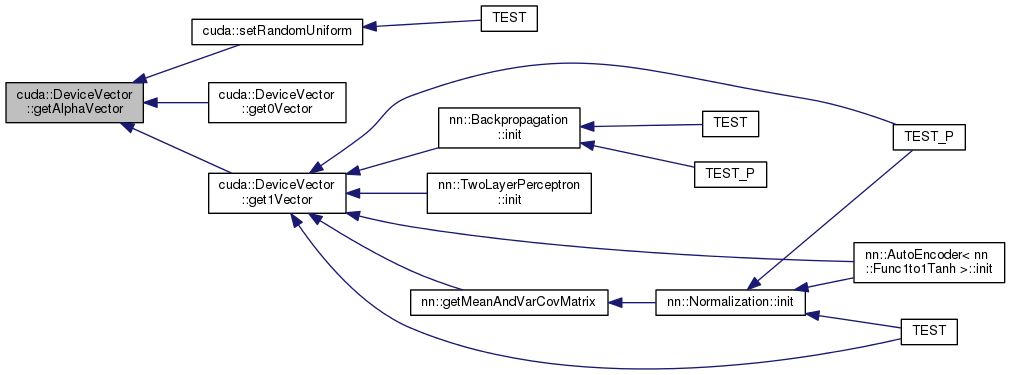 cuda::setRandomUniform
TEST
cuda::DeviceVector
::getAlphaVector
cuda::DeviceVector
::get0Vector
cuda::DeviceVector
::get1Vector
nn::Backpropagation
::init
TEST
TEST_P
TEST_P
nn::TwoLayerPerceptron
::init
nn::AutoEncoder< nn
::Func1to1Tanh >::init
nn::getMeanAndVarCovMatrix
nn::Normalization::init
TEST